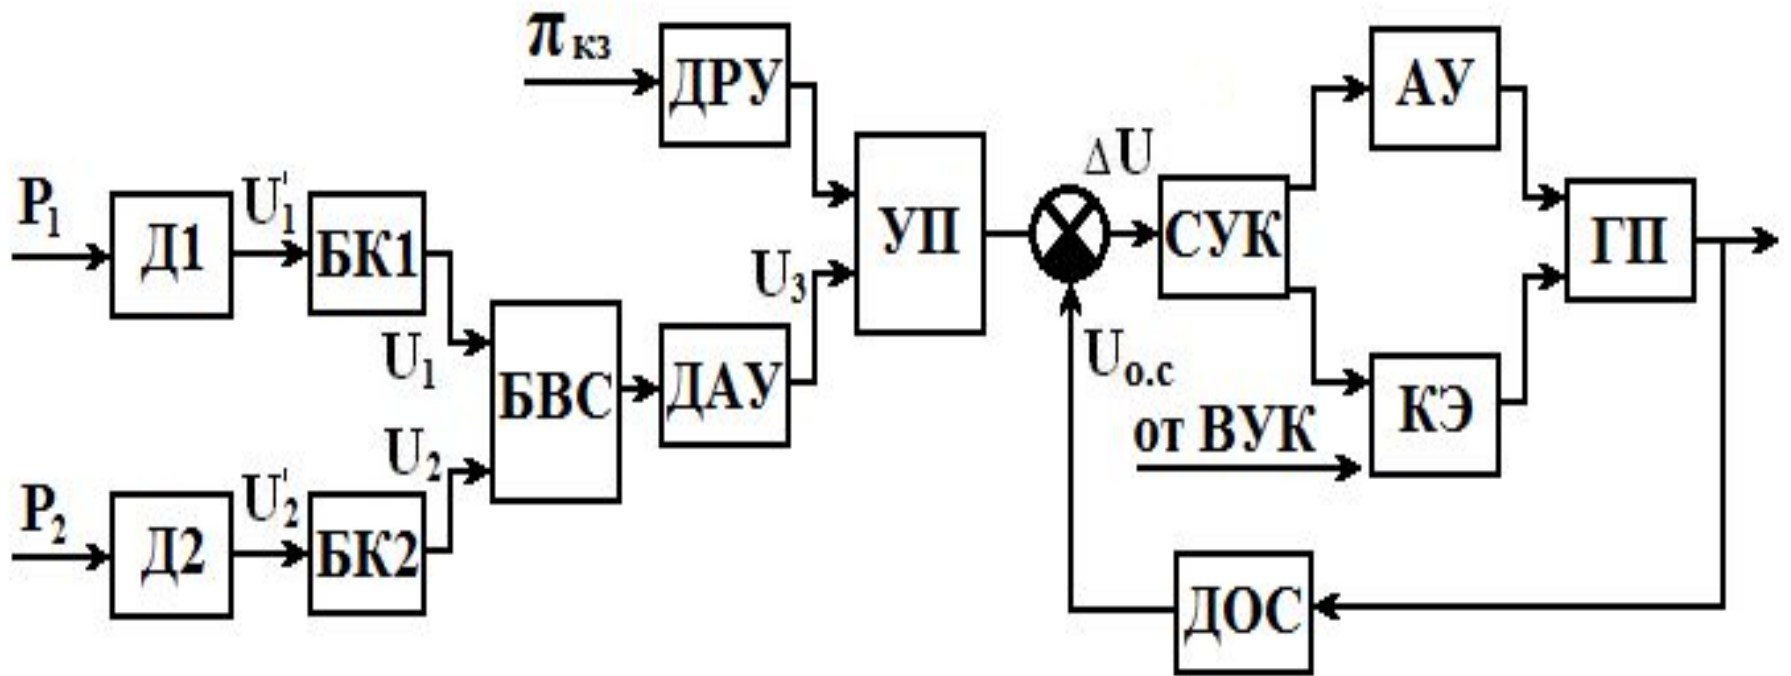 π кз
ДРУ
АУ
ΔU
P1
Д1
U'1
БК1
УП
СУК
ГП
U3
U1
БВС
ДАУ
Uо.с
КЭ
от ВУК
U2
P2
Д2
U'2
БК2
ДОС